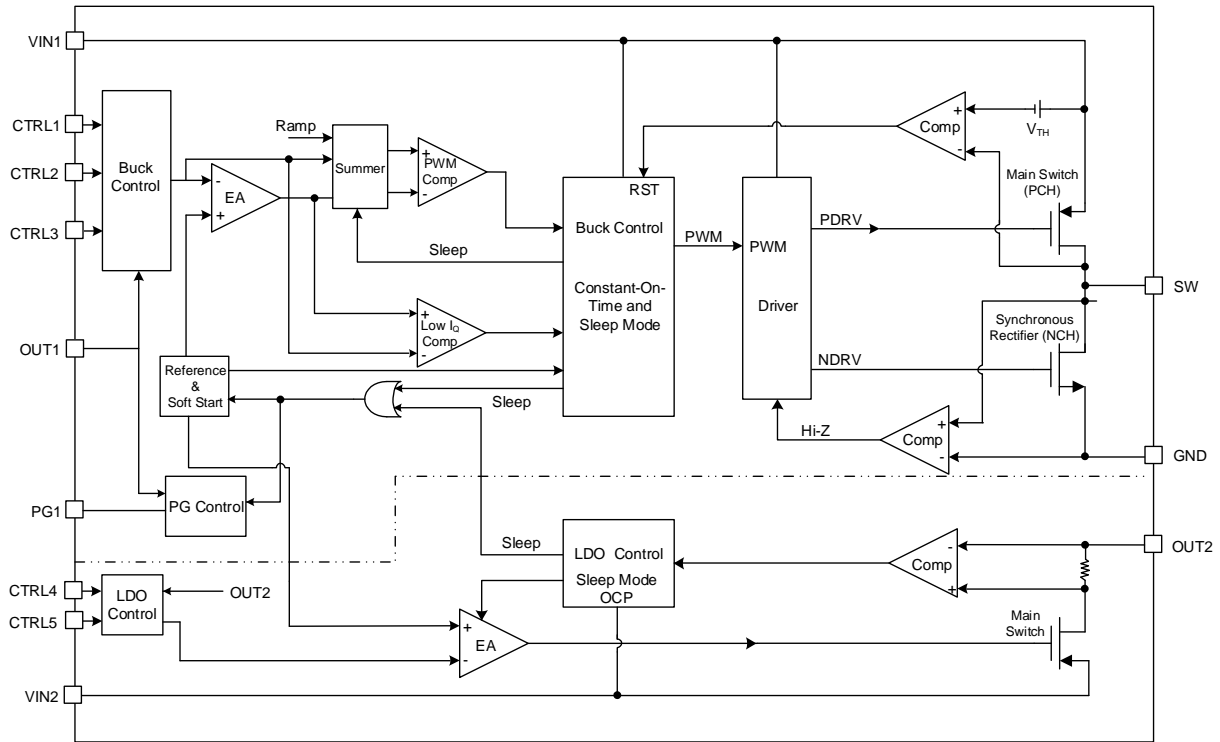 VIN1
CTRL1
CTRL2
CTRL3
OUT1
PG1
CTRL4
CTRL5
VIN2
Buck
Control
-
+
EA
Ramp
Summer
+
-
PWM
Comp
Sleep
+
-
Low IQ
Comp
Reference
&
Soft Start
PG Control
Sleep
RST
Buck Control
Constant-On-
Time and
Sleep Mode
PWM
PWM
Driver
PDRV
NDRV
Hi-Z
Comp
+
-
VTH
Main Switch
(PCH)
Synchronous
Rectifier (NCH)
Comp
+
-
SW
GND
OUT2
LDO
Control
OUT2
Sleep
LDO Control
Sleep Mode
OCP
+
-
EA
Comp
-
+
Main
Switch